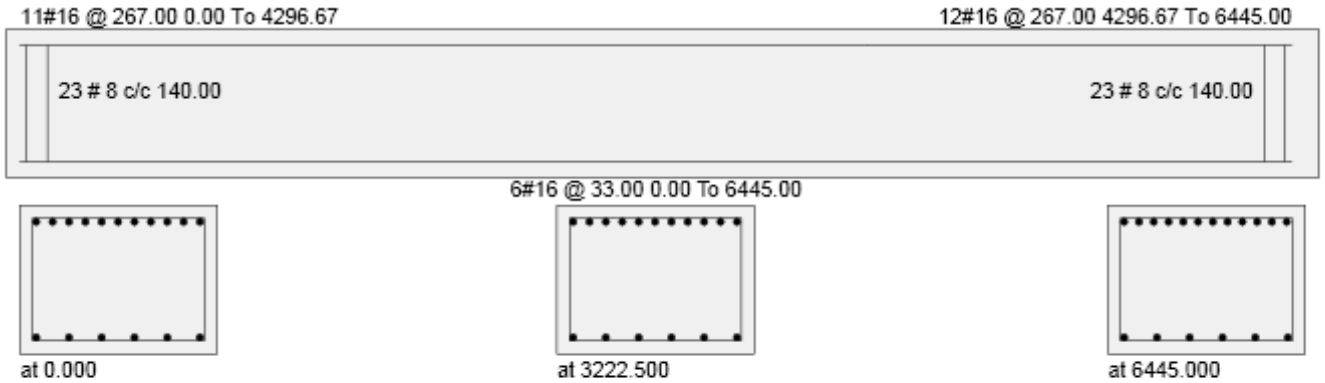 11#16 @ 267.00 0.00 To 4296.67
12#16 @ 267.00 4296.67 To 6445.00
23 # 8 c/c 140.00
23 # 8 c/c 140.00
6#16 @ 33.00 0.00 To 6445.00
at 0.000
at 3222.500
at 6445.000